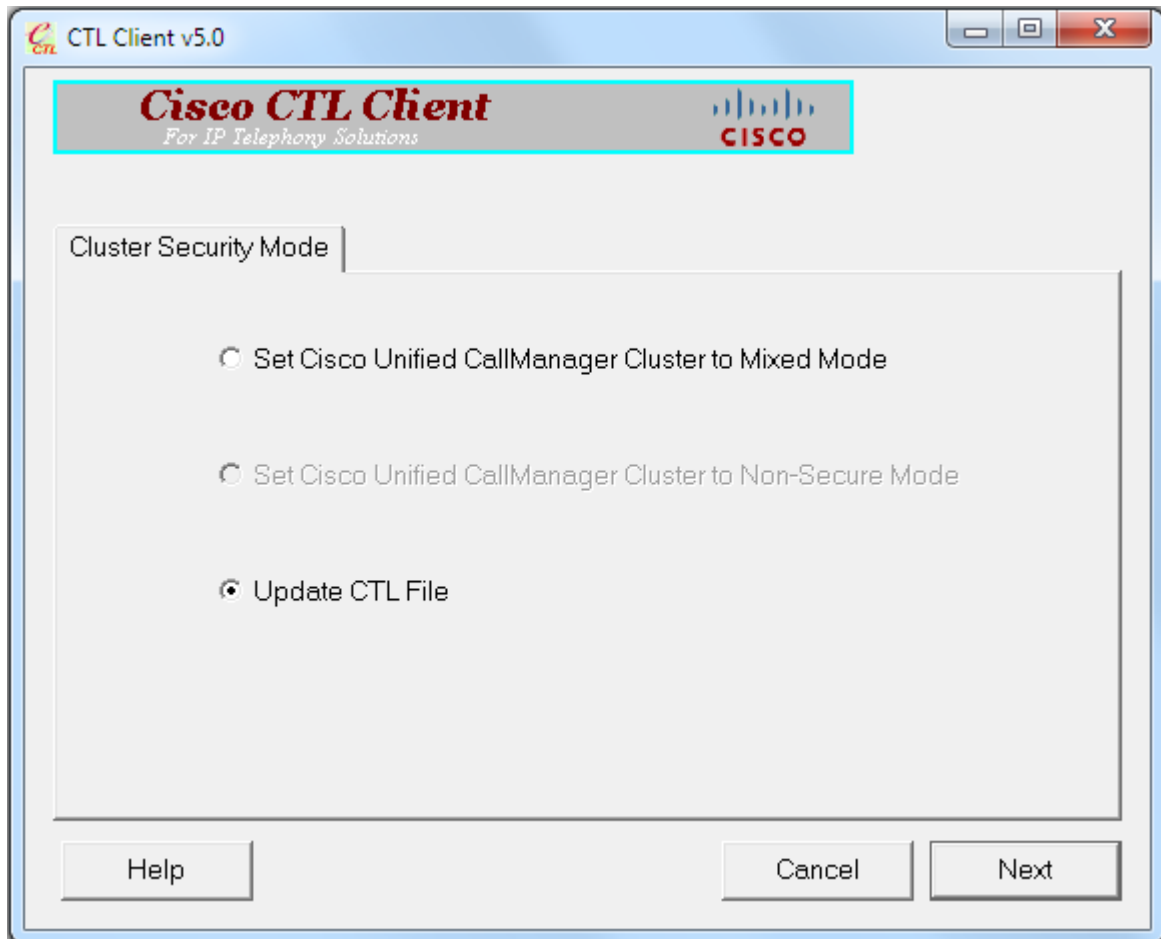 CTL Client v5.0
Cisco CTL Client
For IP Telephony Solutions
CISCO
Cluster Security Mode
Set Cisco Unified CallManager Cluster to Mixed Mode
Set Cisco Unified CallManager Cluster to Non-Secure Mode
Update CTL File
Help
Cancel
Next